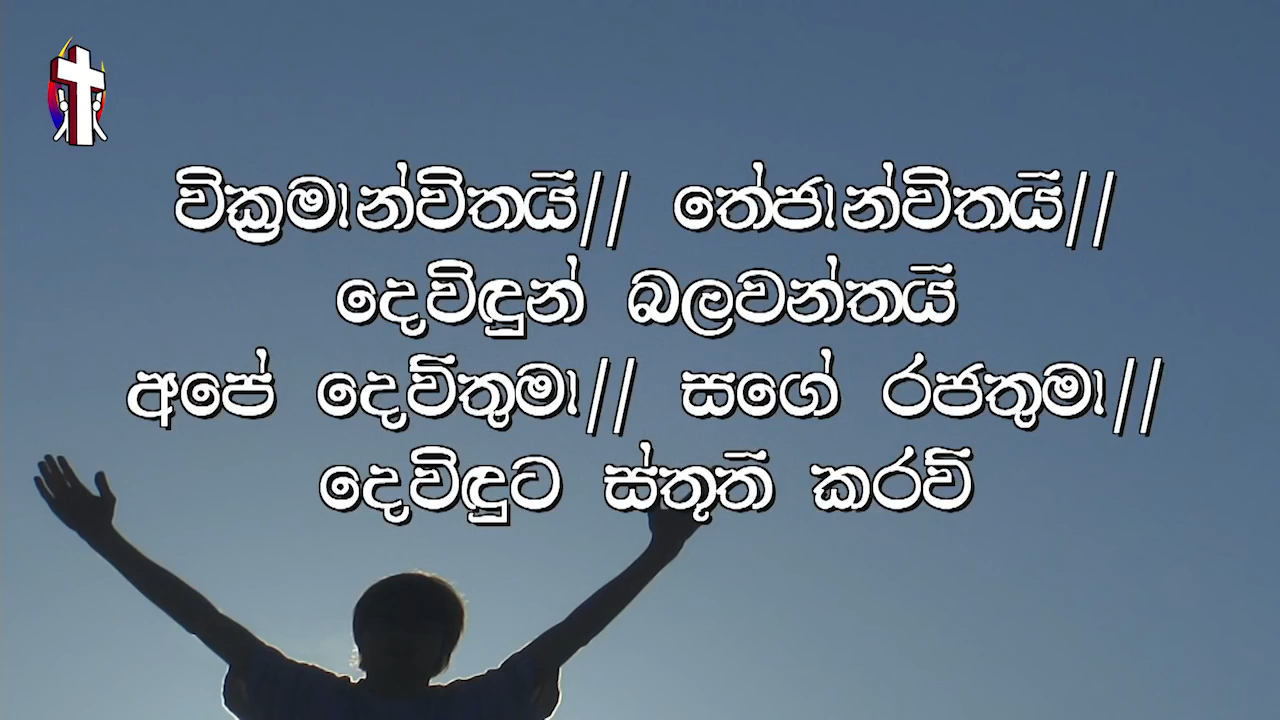 වික්‍රමාන්විතයි// තේජාන්විතයි//
දෙවිඳුන් බලවන්තයි
අපේ දෙවිතුමා// සගේ රජතුමා//
දෙවිඳුට ස්තූති කරවි